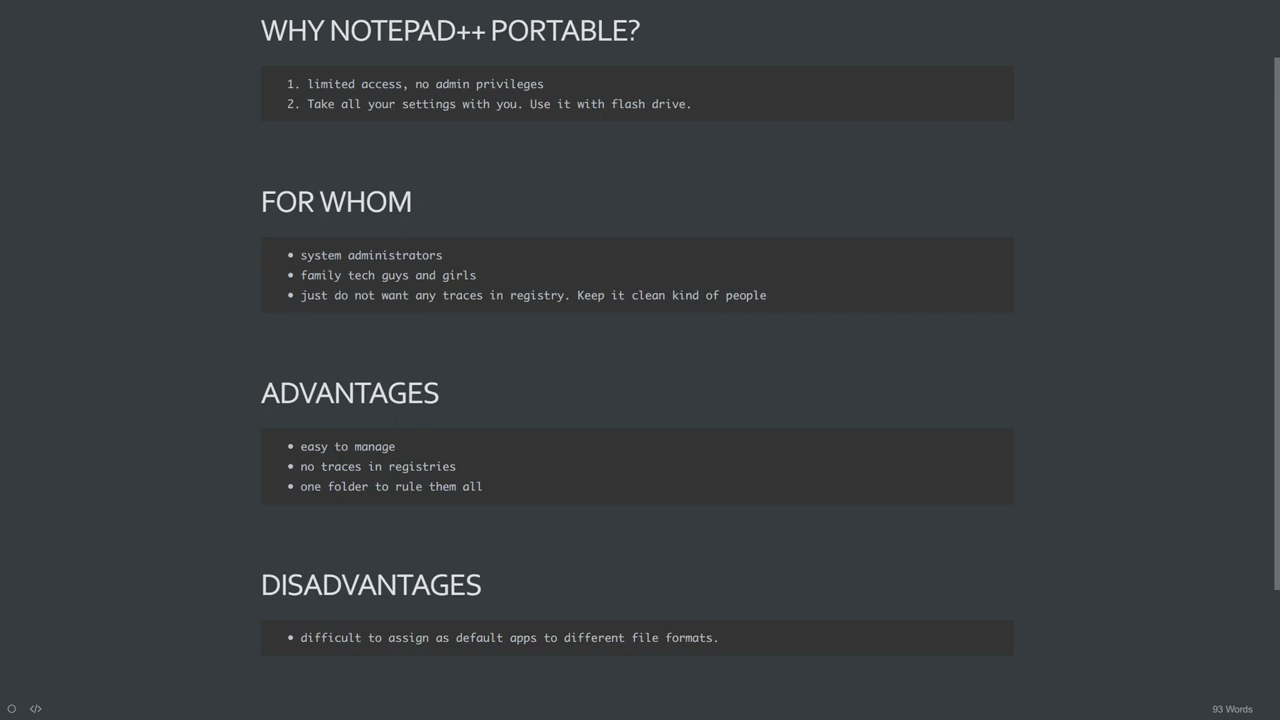 WHY NOTEPAD++ PORTABLE?
1. limited access, no admin privileges
2. Take all your settings with you. Use it with flash drive.
FOR WHOM
• system administrators
• family tech guys and girls
• just do not want any traces in registry. Keep it clean kind of people
ADVANTAGES
• easy to manage
• no traces in registries
• one folder to rule them all
DISADVANTAGES
• difficult to assign as default apps to different file formats.
</> 93 Words